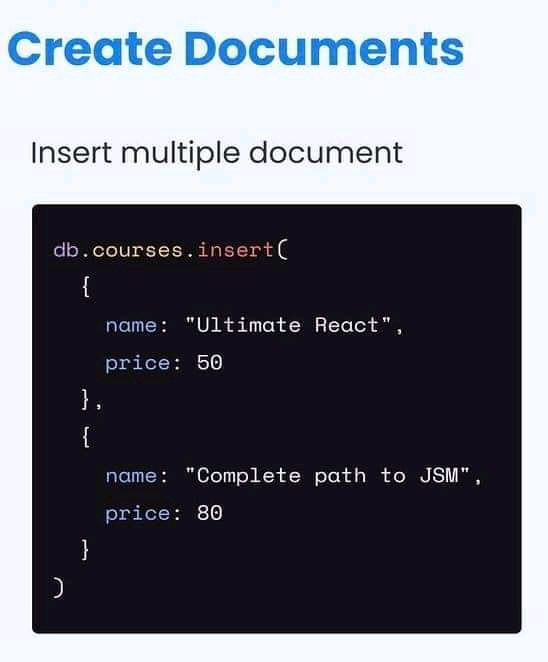 Create Documents
Insert multiple document
db.courses.insert(
{
name: "Ultimate React",
price: 50
},
{
name: "Complete path to JSM",
price: 80
}
)